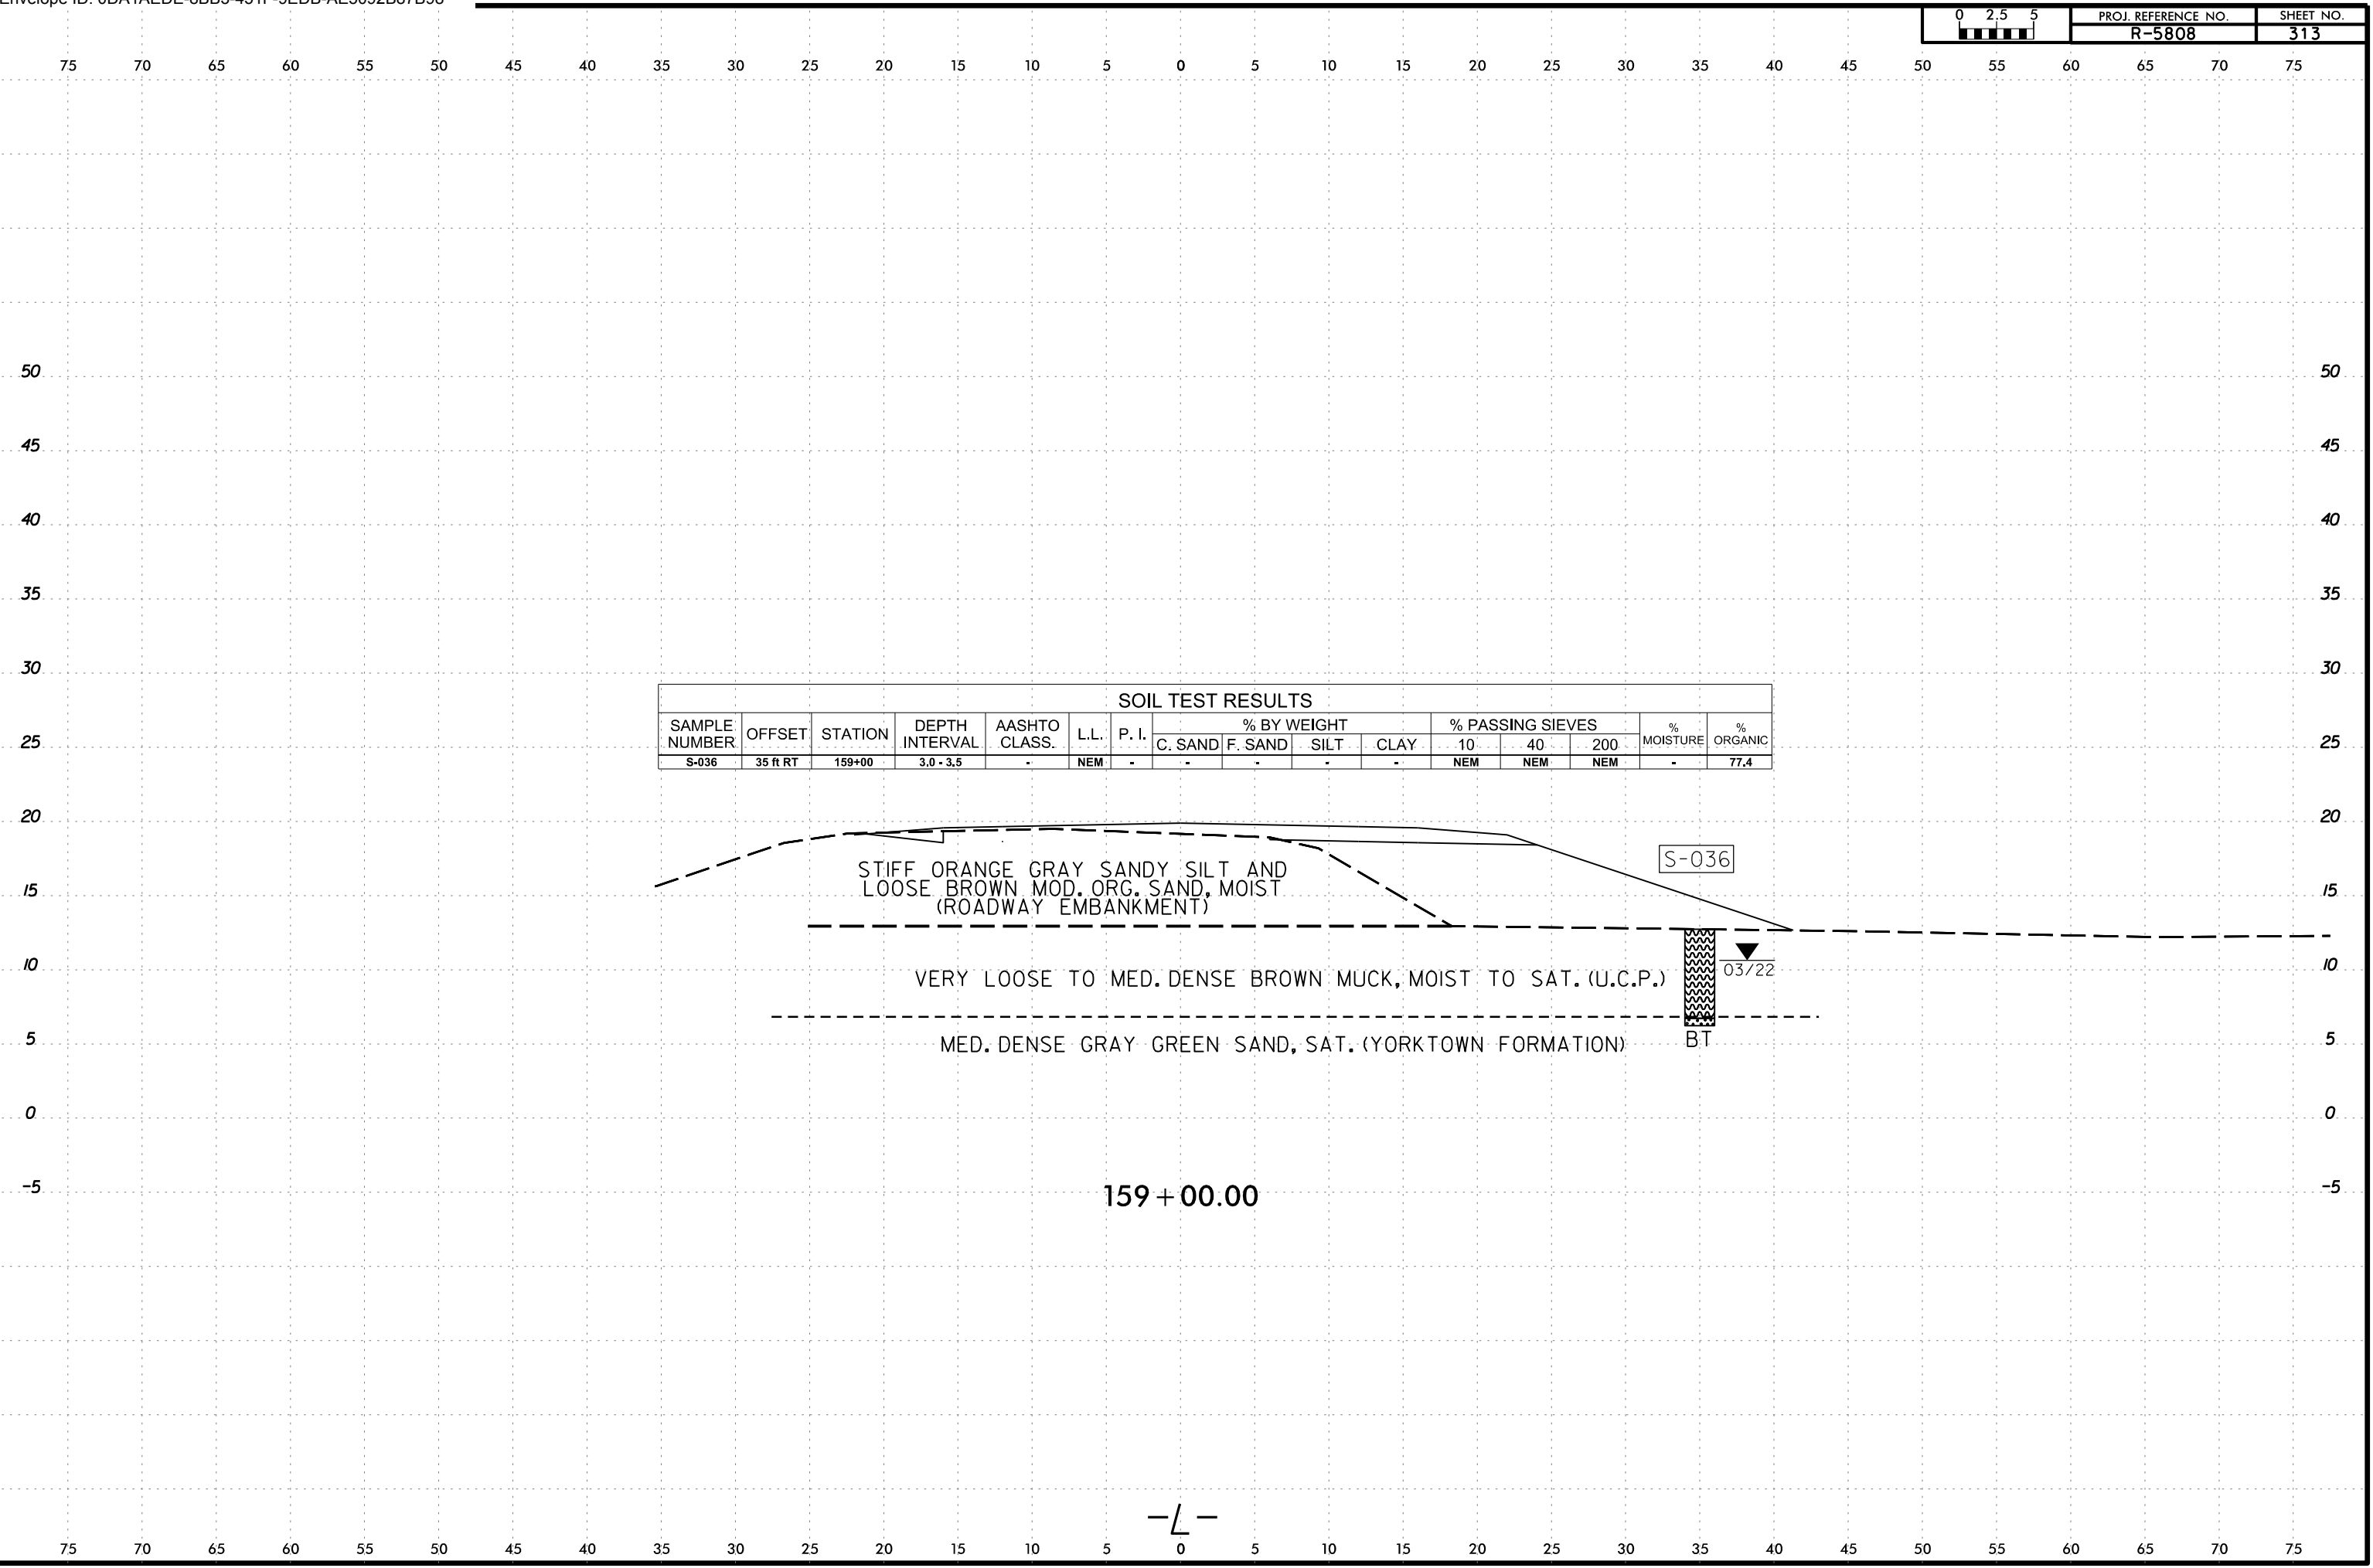 0 2.5 5
PROJ. REFERENCE NO.
R-5808
SHEET NO.
313
75 70 65 60 55 50 45 40 35 30 25 20 15 10 5 0 5 10 15 20 25 30 35 40 45 50 55 60 65 70 75
50 50
45 45
40 40
35 35
30 30
SOIL TEST RESULTS
SAMPLE NUMBER OFFSET STATION DEPTH INTERVAL AASHTO CLASS. L.L. P. I. % BY WEIGHT % PASSING SIEVES % MOISTURE % ORGANIC
C. SAND F. SAND SILT CLAY 10 40 200
25 25
S-036 35 ft RT 159+00 3.0 - 3.5 - NEM - - - - - NEM NEM NEM - 77.4
20 20
S-036
STIFF ORANGE GRAY SANDY SILT AND
LOOSE BROWN MOD. ORG. SAND, MOIST
(ROADWAY EMBANKMENT)
15 15
10 10
03/22
VERY LOOSE TO MED. DENSE BROWN MUCK, MOIST TO SAT. (U.C.P.)
MED. DENSE GRAY GREEN SAND, SAT. (YORKTOWN FORMATION)
BT
5 5
0 0
-5 -5
159+00.00
-L-
75 70 65 60 55 50 45 40 35 30 25 20 15 10 5 0 5 10 15 20 25 30 35 40 45 50 55 60 65 70 75